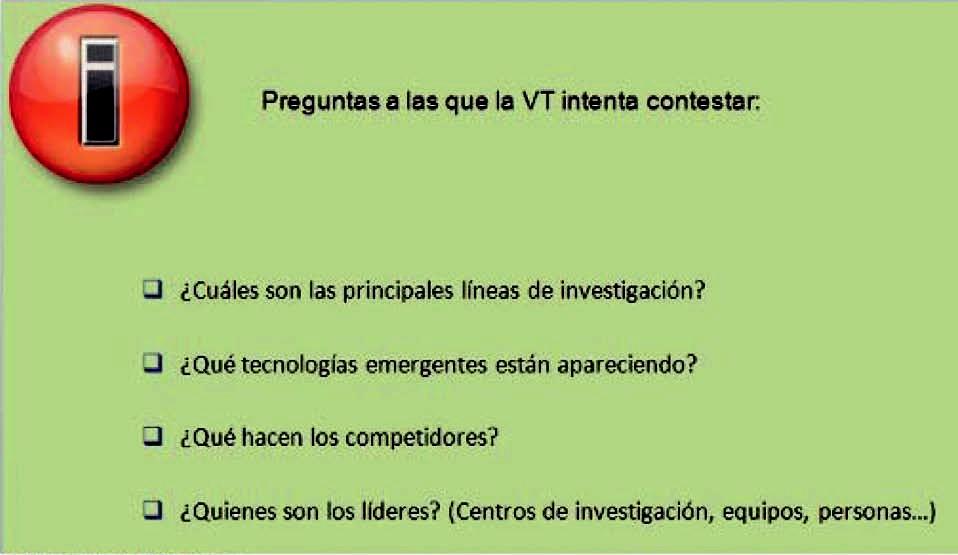 Preguntas a las que la VT intenta contestar:
¿Cuáles son las principales líneas de investigación?
¿Qué tecnologías emergentes están apareciendo?
¿Qué hacen los competidores?
¿Quienes son los líderes? (Centros de investigación, equipos, personas...)